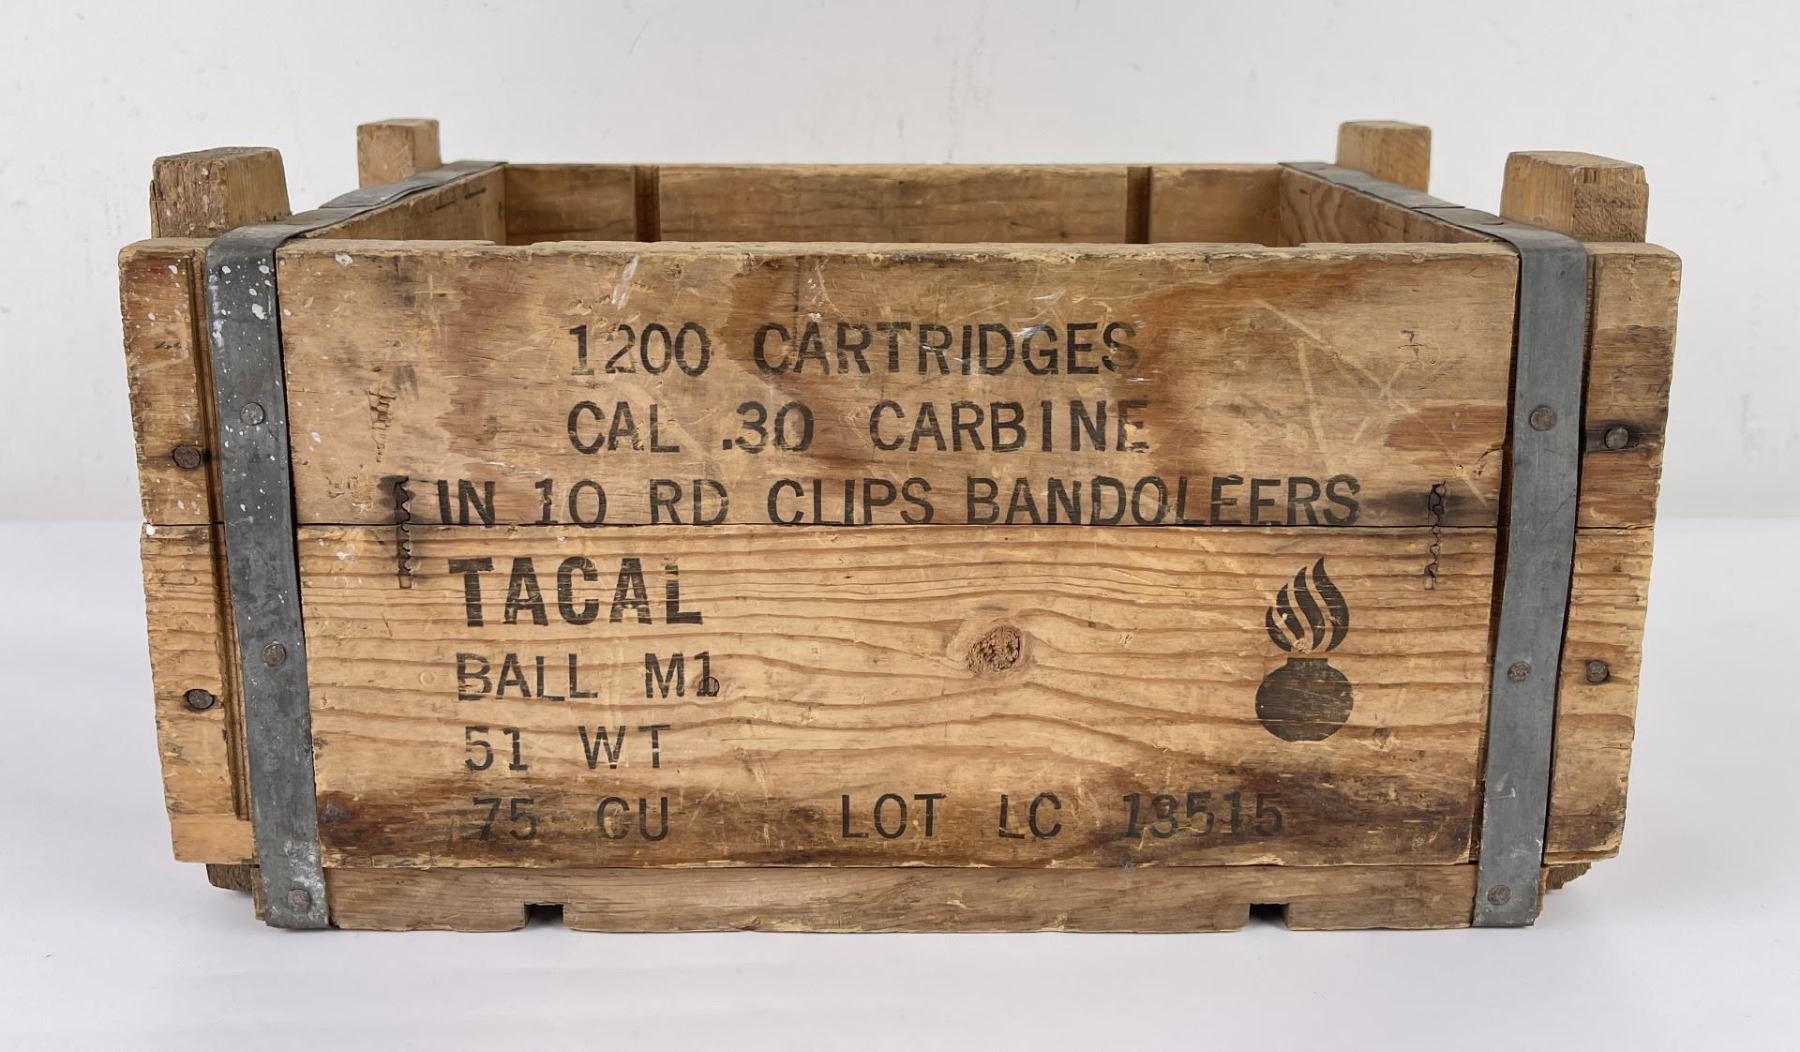 1200 CARTRIDGES
CAL .30 CARBINE
IN 10 RD CLIPS BANDOLEERS
TACAL
BALL M1
51 WT
75 CU LOT LC 13515